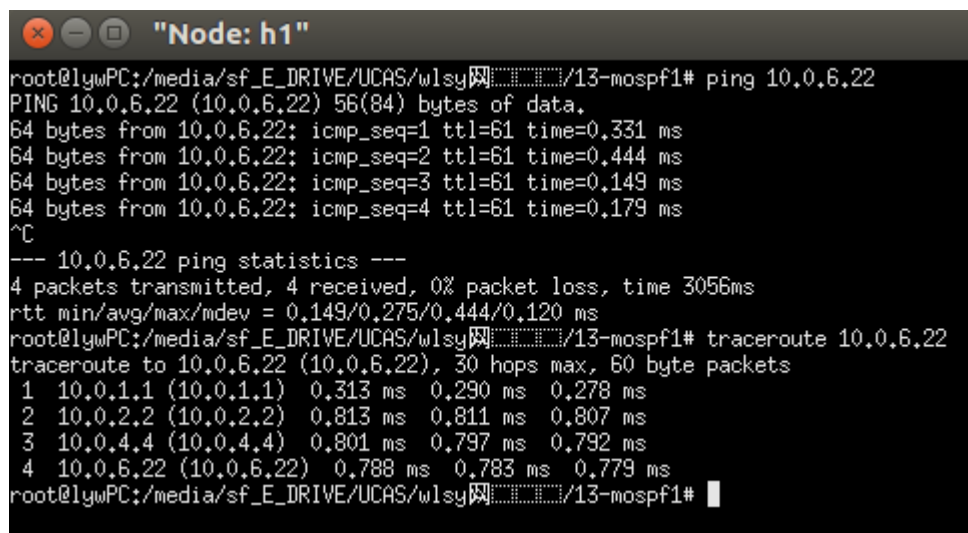 "Node: h1"
root@lywPC:/media/sf_E_DRIVE/UCAS/wlsy网/13-mospf1# ping 10.0.6.22
PING 10.0.6.22 (10.0.6.22) 56(84) bytes of data.
64 bytes from 10.0.6.22: icmp_seq=1 ttl=61 time=0.331 ms
64 bytes from 10.0.6.22: icmp_seq=2 ttl=61 time=0.444 ms
64 bytes from 10.0.6.22: icmp_seq=3 ttl=61 time=0.149 ms
64 bytes from 10.0.6.22: icmp_seq=4 ttl=61 time=0.179 ms
^C
--- 10.0.6.22 ping statistics ---
4 packets transmitted, 4 received, 0% packet loss, time 3056ms
rtt min/avg/max/mdev = 0.149/0.275/0.444/0.120 ms
root@lywPC:/media/sf_E_DRIVE/UCAS/wlsy网/13-mospf1# traceroute 10.0.6.22
traceroute to 10.0.6.22 (10.0.6.22), 30 hops max, 60 byte packets
1 10.0.1.1 (10.0.1.1) 0.313 ms 0.290 ms 0.278 ms
2 10.0.2.2 (10.0.2.2) 0.813 ms 0.811 ms 0.807 ms
3 10.0.4.4 (10.0.4.4) 0.801 ms 0.797 ms 0.792 ms
4 10.0.6.22 (10.0.6.22) 0.788 ms 0.783 ms 0.779 ms
root@lywPC:/media/sf_E_DRIVE/UCAS/wlsy网/13-mospf1#